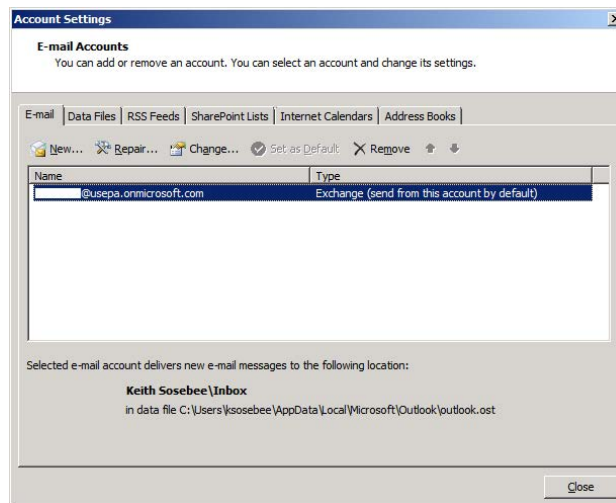 Account Settings
E-mail Accounts
You can add or remove an account. You can select an account and change its settings.
E-mail Data Files RSS Feeds SharePoint Lists Internet Calendars Address Books
New... Repair... Change... Set as Default Remove
Name Type
@usepa.onmicrosoft.com Exchange (send from this account by default)
Selected e-mail account delivers new e-mail messages to the following location:
Keith Sosebee\Inbox
in data file C:\Users\ksosebee\AppData\Local\Microsoft\Outlook\outlook.ost
Close